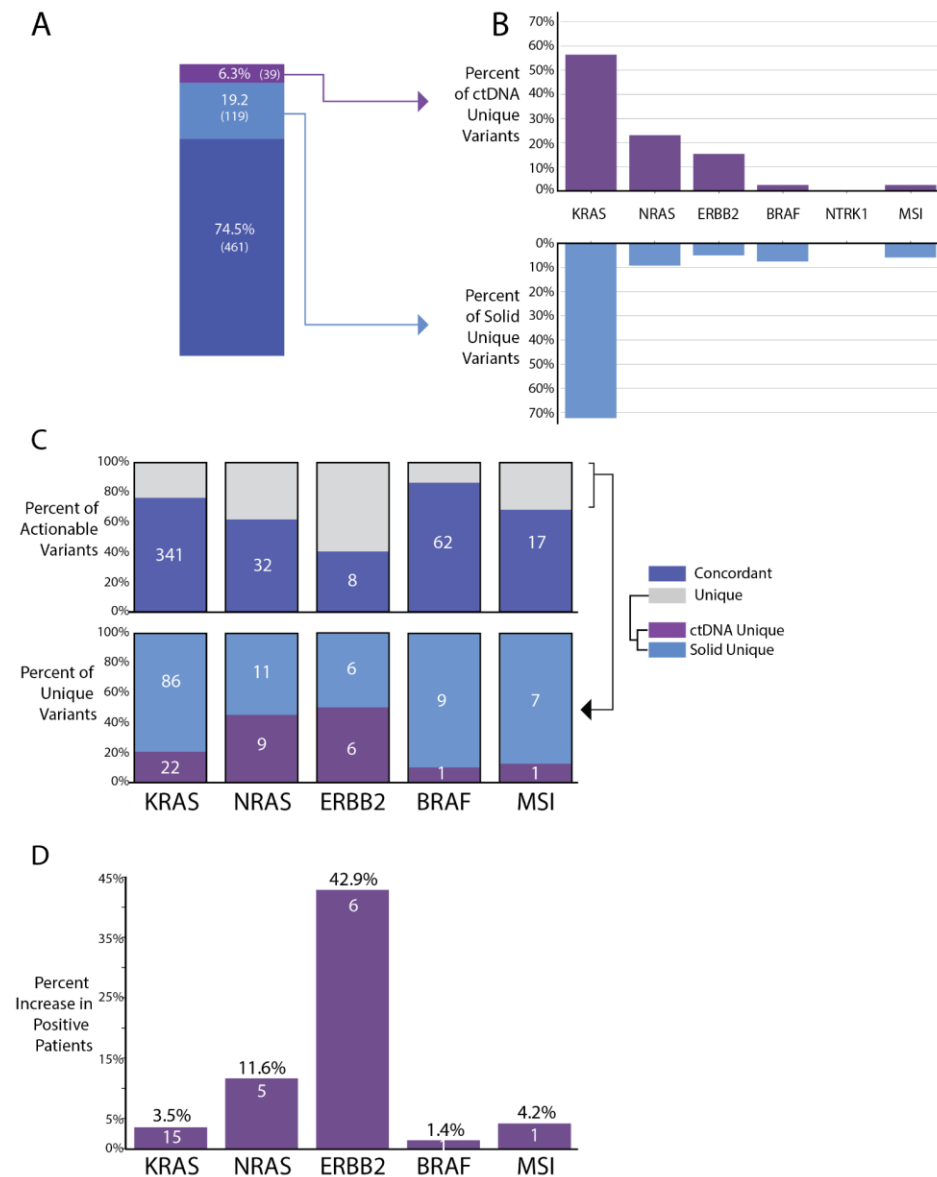 A
6.3% (39)
19.2
(119)
74.5%
(461)
B
Percent
of ctDNA
Unique
Variants
70%
60%
50%
40%
30%
20%
10%
0%
KRAS NRAS ERBB2 BRAF NTRK1 MSI
Percent
of Solid
Unique
Variants
0%
10%
20%
30%
40%
50%
60%
70%
C
Percent of
Actionable
Variants
100%
80%
60%
40%
20%
0%
341 32 8 62 17
Percent of
Unique
Variants
100%
80%
60%
40%
20%
0%
86 11 6 9 7
22 9 6 1 1
KRAS NRAS ERBB2 BRAF MSI
Concordant
Unique
ctDNA Unique
Solid Unique
D
Percent
Increase in
Positive
Patients
45%
35%
25%
15%
5%
0%
3.5% 11.6% 42.9% 1.4% 4.2%
15 5 6 1 1
KRAS NRAS ERBB2 BRAF MSI